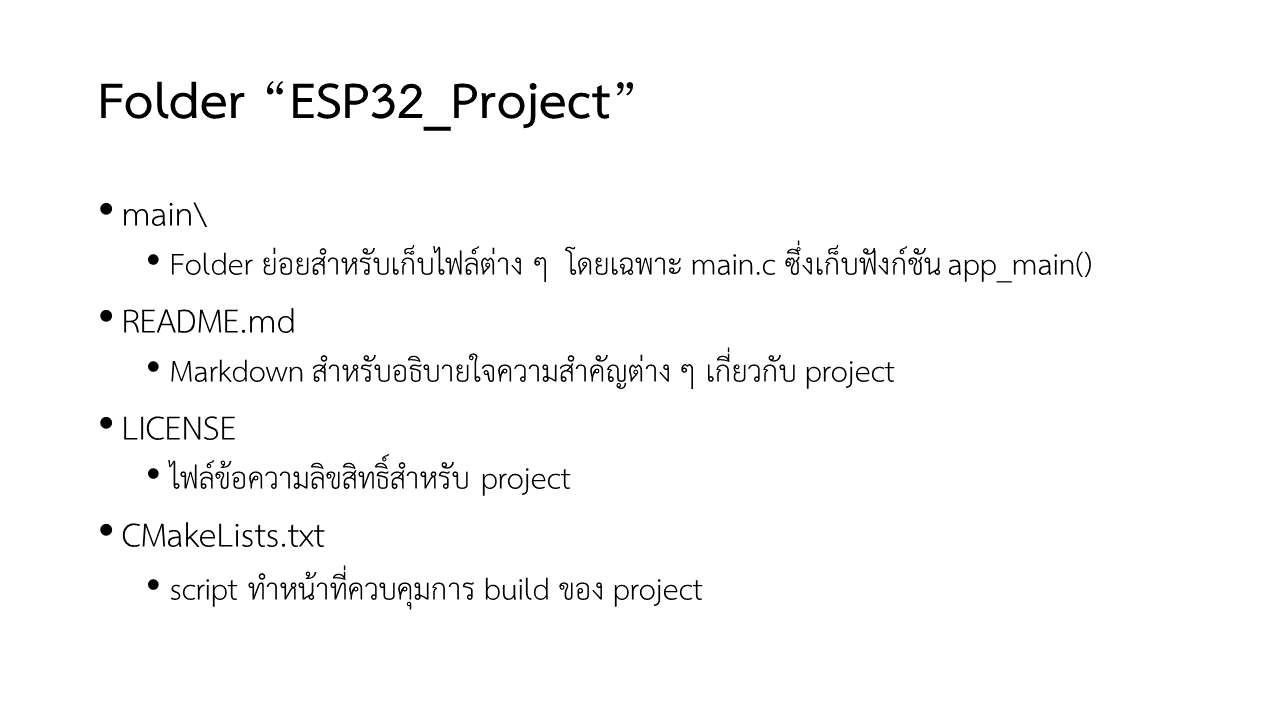 Folder “ESP32_Project”
• main\
• Folder ย่อยสำหรับเก็บไฟล์ต่าง ๆ โดยเฉพาะ main.c ซึ่งเก็บฟังก์ชัน app_main()
• README.md
• Markdown สำหรับอธิบายใจความสำคัญต่าง ๆ เกี่ยวกับ project
• LICENSE
• ไฟล์ข้อความลิขสิทธิ์สำหรับ project
• CMakeLists.txt
• script ทำหน้าที่ควบคุมการ build ของ project